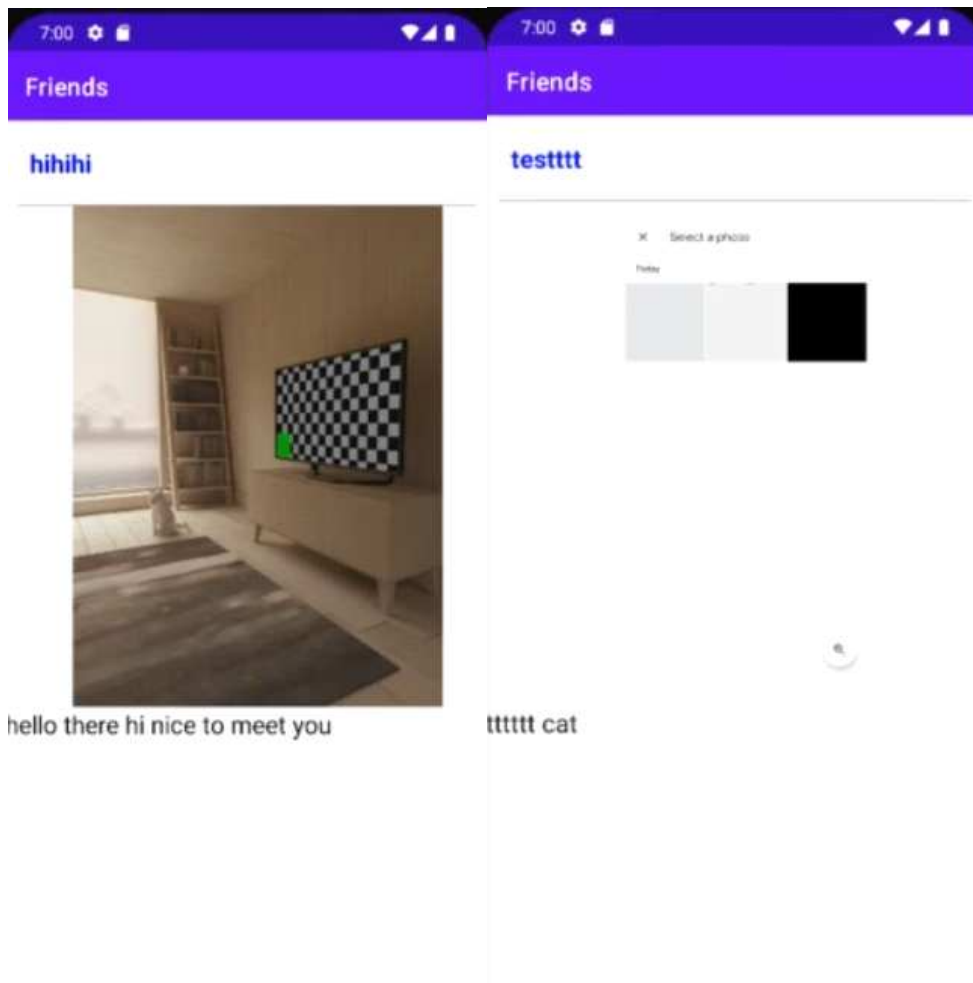 7:00
Friends
hihihi
hello there hi nice to meet you
7:00
Friends
testttt
Select a photo
Today
tttttt cat